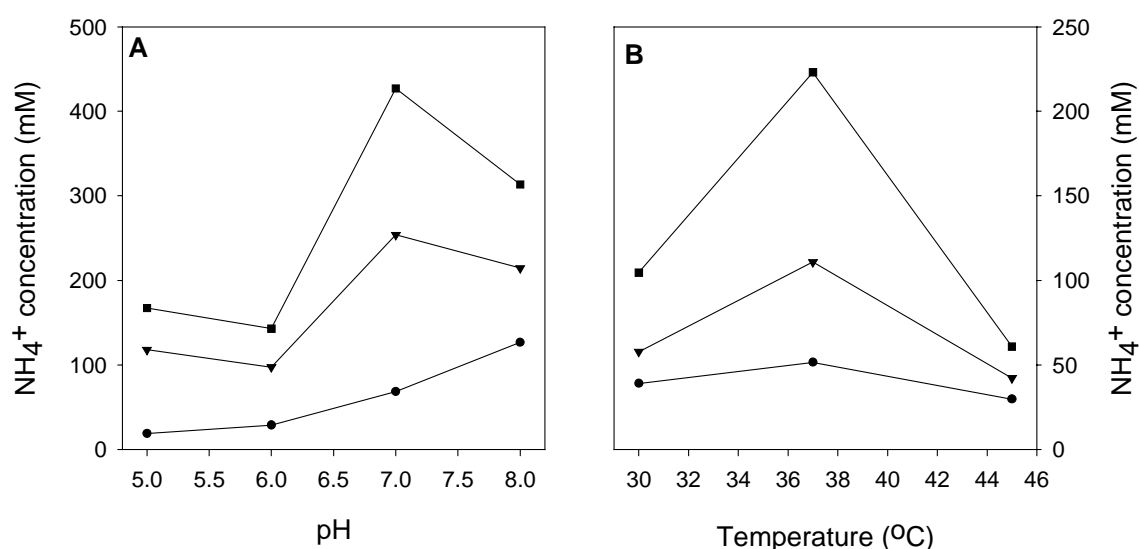 A
500
400
300
200
100
0
NH4+ concentration (mM)
5.0 5.5 6.0 6.5 7.0 7.5 8.0
pH
B
250
200
150
100
50
0
NH4+ concentration (mM)
30 32 34 36 38 40 42 44 46
Temperature (oC)